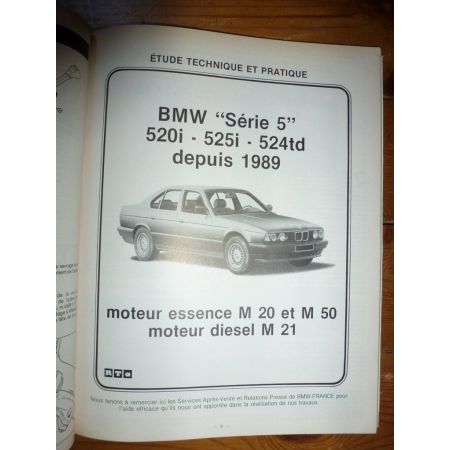 ÉTUDE TECHNIQUE ET PRATIQUE
BMW “Série 5”
520i - 525i - 524td
depuis 1989
moteur essence M 20 et M 50
moteur diesel M 21
RTa
Nous tenons à remercier ici les Services Après-Vente et Relations Presse de BMW-FRANCE pour
l'aide efficace qu'ils nous ont apportée dans la réalisation de nos travaux.